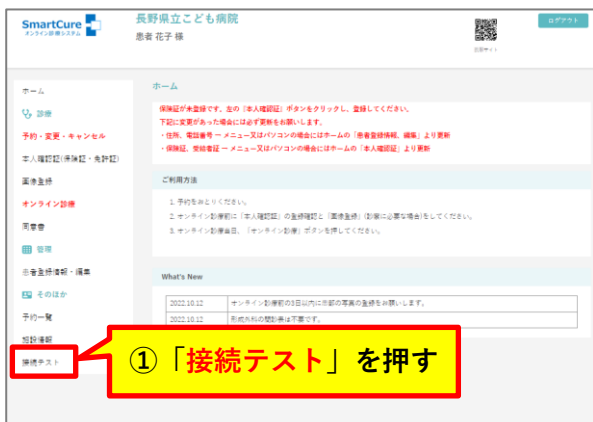 SmartCure
オンライン診療システム
長野県立こども病院
患者 花子 様
ログアウト
ホーム
診療
予約・変更・キャンセル
本人確認証(保険証・免許証)
画像登録
オンライン診療
同意書
管理
患者登録情報・編集
そのほか
予約一覧
施設情報
接続テスト
ホーム
保険証が未登録です。左の「本人確認証」ボタンをクリックし、登録してください。
下記に変更があった場合には必ず更新をお願いします。
・住所、電話番号 ー メニュー又はパソコンの場合にはホームの「患者登録情報、編集」より更新
・保険証、受給者証 ー メニュー又はパソコンの場合にはホームの「本人確認証」より更新
ご利用方法
1. 予約をおとりください。
2. オンライン診療前に「本人確認証」の登録確認と「画像登録」(診療に必要な場合)をしてください。
3. オンライン診療当日、「オンライン診療」ボタンを押してください。
What's New
2022.10.12 オンライン診療前の3日以内に患部の写真の登録をお願いします。
2022.10.12 形成外科の問診表は不要です。
①「接続テスト」を押す